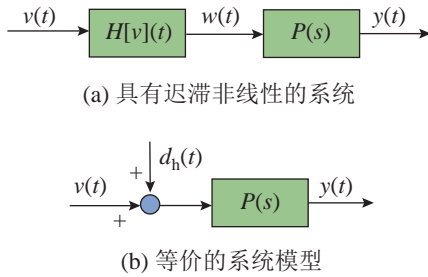 v(t) H[v](t) w(t) P(s) y(t)
(a) 具有迟滞非线性的系统
+ d_h(t)
v(t) + P(s) y(t)
(b) 等价的系统模型